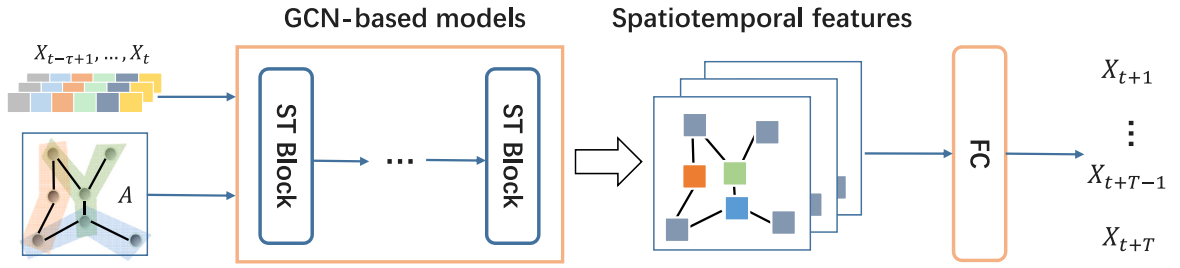 GCN-based models
Spatiotemporal features
X_{t-τ+1}, ..., X_t
A
ST Block
...
ST Block
FC
X_{t+1}
...
X_{t+T-1}
X_{t+T}